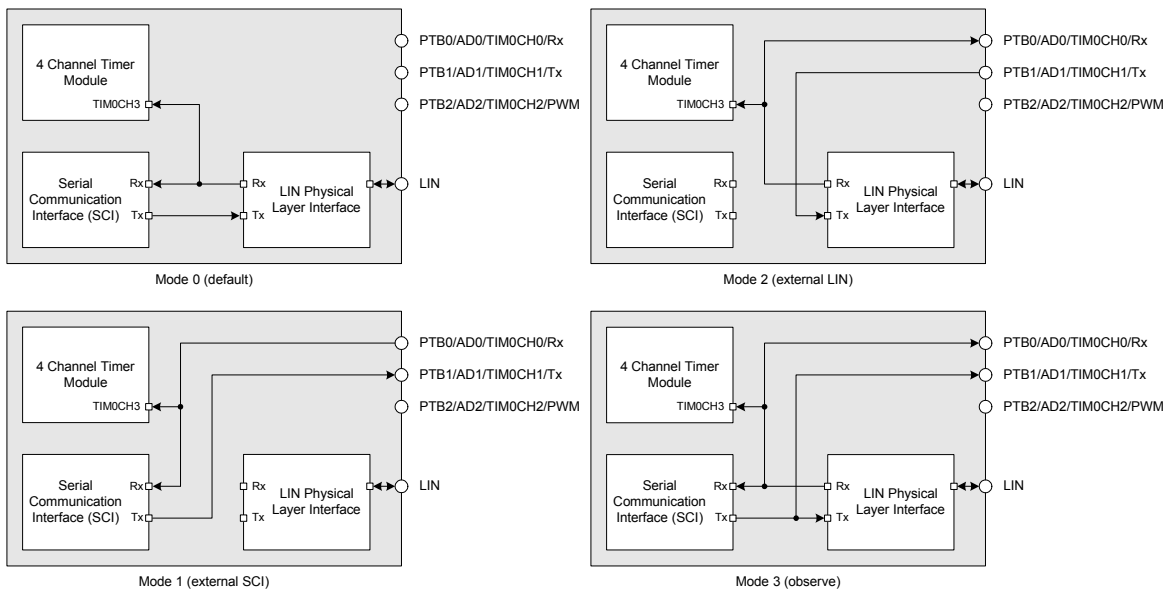 4 Channel Timer
Module
TIM0CH3
Serial
Communication
Interface (SCI)
Rx
Tx
Rx
Tx
LIN Physical
Layer Interface
PTB0/AD0/TIM0CH0/Rx
PTB1/AD1/TIM0CH1/Tx
PTB2/AD2/TIM0CH2/PWM
LIN
Mode 0 (default)
4 Channel Timer
Module
TIM0CH3
Serial
Communication
Interface (SCI)
Rx
Tx
Rx
Tx
LIN Physical
Layer Interface
PTB0/AD0/TIM0CH0/Rx
PTB1/AD1/TIM0CH1/Tx
PTB2/AD2/TIM0CH2/PWM
LIN
Mode 2 (external LIN)
4 Channel Timer
Module
TIM0CH3
Serial
Communication
Interface (SCI)
Rx
Tx
Rx
Tx
LIN Physical
Layer Interface
PTB0/AD0/TIM0CH0/Rx
PTB1/AD1/TIM0CH1/Tx
PTB2/AD2/TIM0CH2/PWM
LIN
Mode 1 (external SCI)
4 Channel Timer
Module
TIM0CH3
Serial
Communication
Interface (SCI)
Rx
Tx
Rx
Tx
LIN Physical
Layer Interface
PTB0/AD0/TIM0CH0/Rx
PTB1/AD1/TIM0CH1/Tx
PTB2/AD2/TIM0CH2/PWM
LIN
Mode 3 (observe)